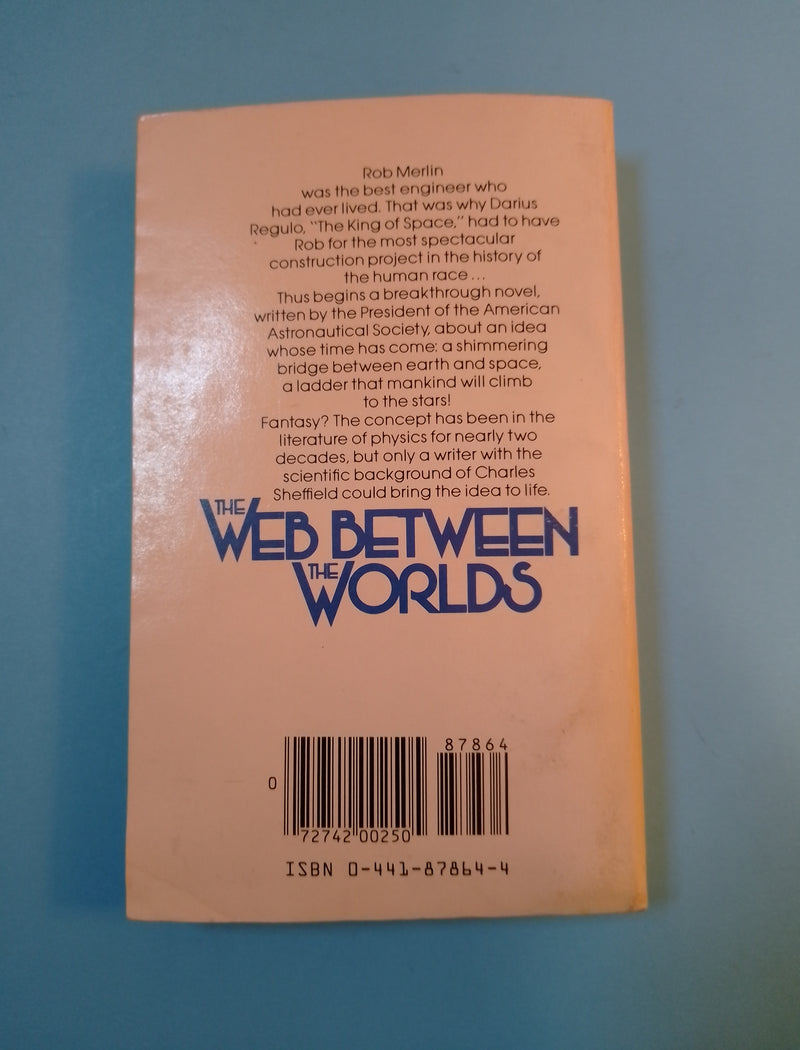 Rob Merlin
was the best engineer who
had ever lived. That was why Darius
Regulo, "The King of Space," had to have
Rob for the most spectacular
construction project in the history of
the human race...
Thus begins a breakthrough novel,
written by the President of the American
Astronautical Society, about an idea
whose time has come: a shimmering
bridge between earth and space,
a ladder that mankind will climb
to the stars!
Fantasy? The concept has been in the
literature of physics for nearly two
decades, but only a writer with the
scientific background of Charles
Sheffield could bring the idea to life.
THE WEB BETWEEN
THE WORLDS
87864
0
72742 00250
ISBN 0-441-87864-4